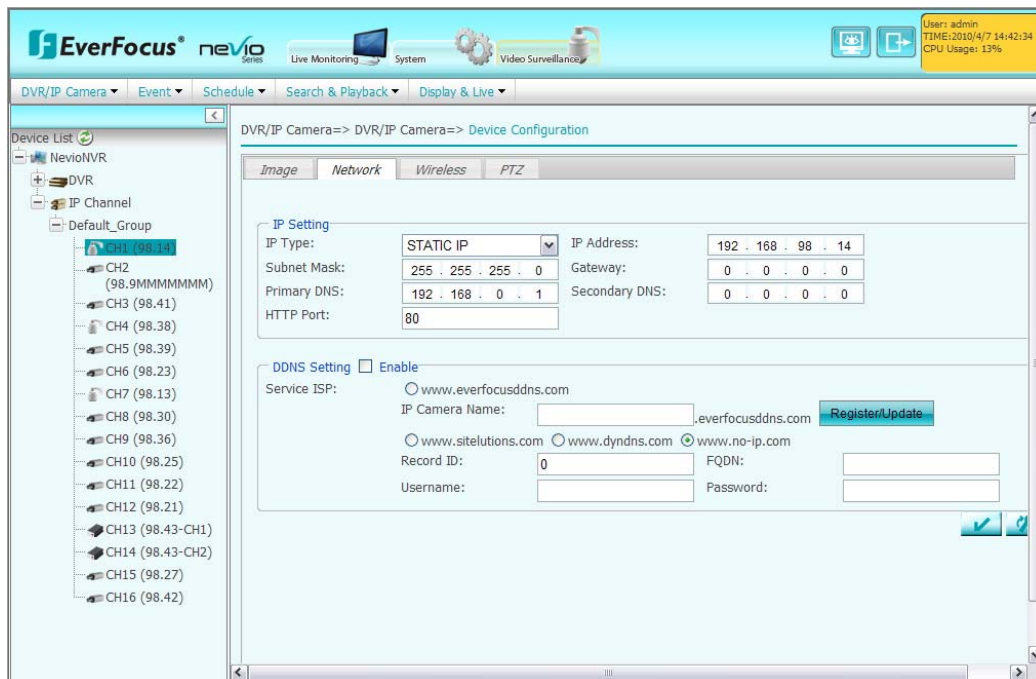 EverFocus® nevio Series
Live Monitoring System Video Surveillance
User: admin
TIME:2010/4/7 14:42:34
CPU Usage: 13%
DVR/IP Camera Event Schedule Search & Playback Display & Live
Device List
NevioNVR
DVR
IP Channel
Default_Group
CH1 (98.14)
CH2
(98.9MMMMMMM)
CH3 (98.41)
CH4 (98.38)
CH5 (98.39)
CH6 (98.23)
CH7 (98.13)
CH8 (98.30)
CH9 (98.36)
CH10 (98.25)
CH11 (98.22)
CH12 (98.21)
CH13 (98.43-CH1)
CH14 (98.43-CH2)
CH15 (98.27)
CH16 (98.42)
DVR/IP Camera=> DVR/IP Camera=> Device Configuration
Image Network Wireless PTZ
IP Setting
IP Type: STATIC IP IP Address: 192 . 168 . 98 . 14
Subnet Mask: 255 . 255 . 255 . 0 Gateway: 0 . 0 . 0 . 0
Primary DNS: 192 . 168 . 0 . 1 Secondary DNS: 0 . 0 . 0 . 0
HTTP Port: 80
DDNS Setting Enable
Service ISP: www.everfocusddns.com
IP Camera Name: .everfocusddns.com Register/Update
www.sitelutions.com www.dyndns.com www.no-ip.com
Record ID: 0 FQDN:
Username: Password: